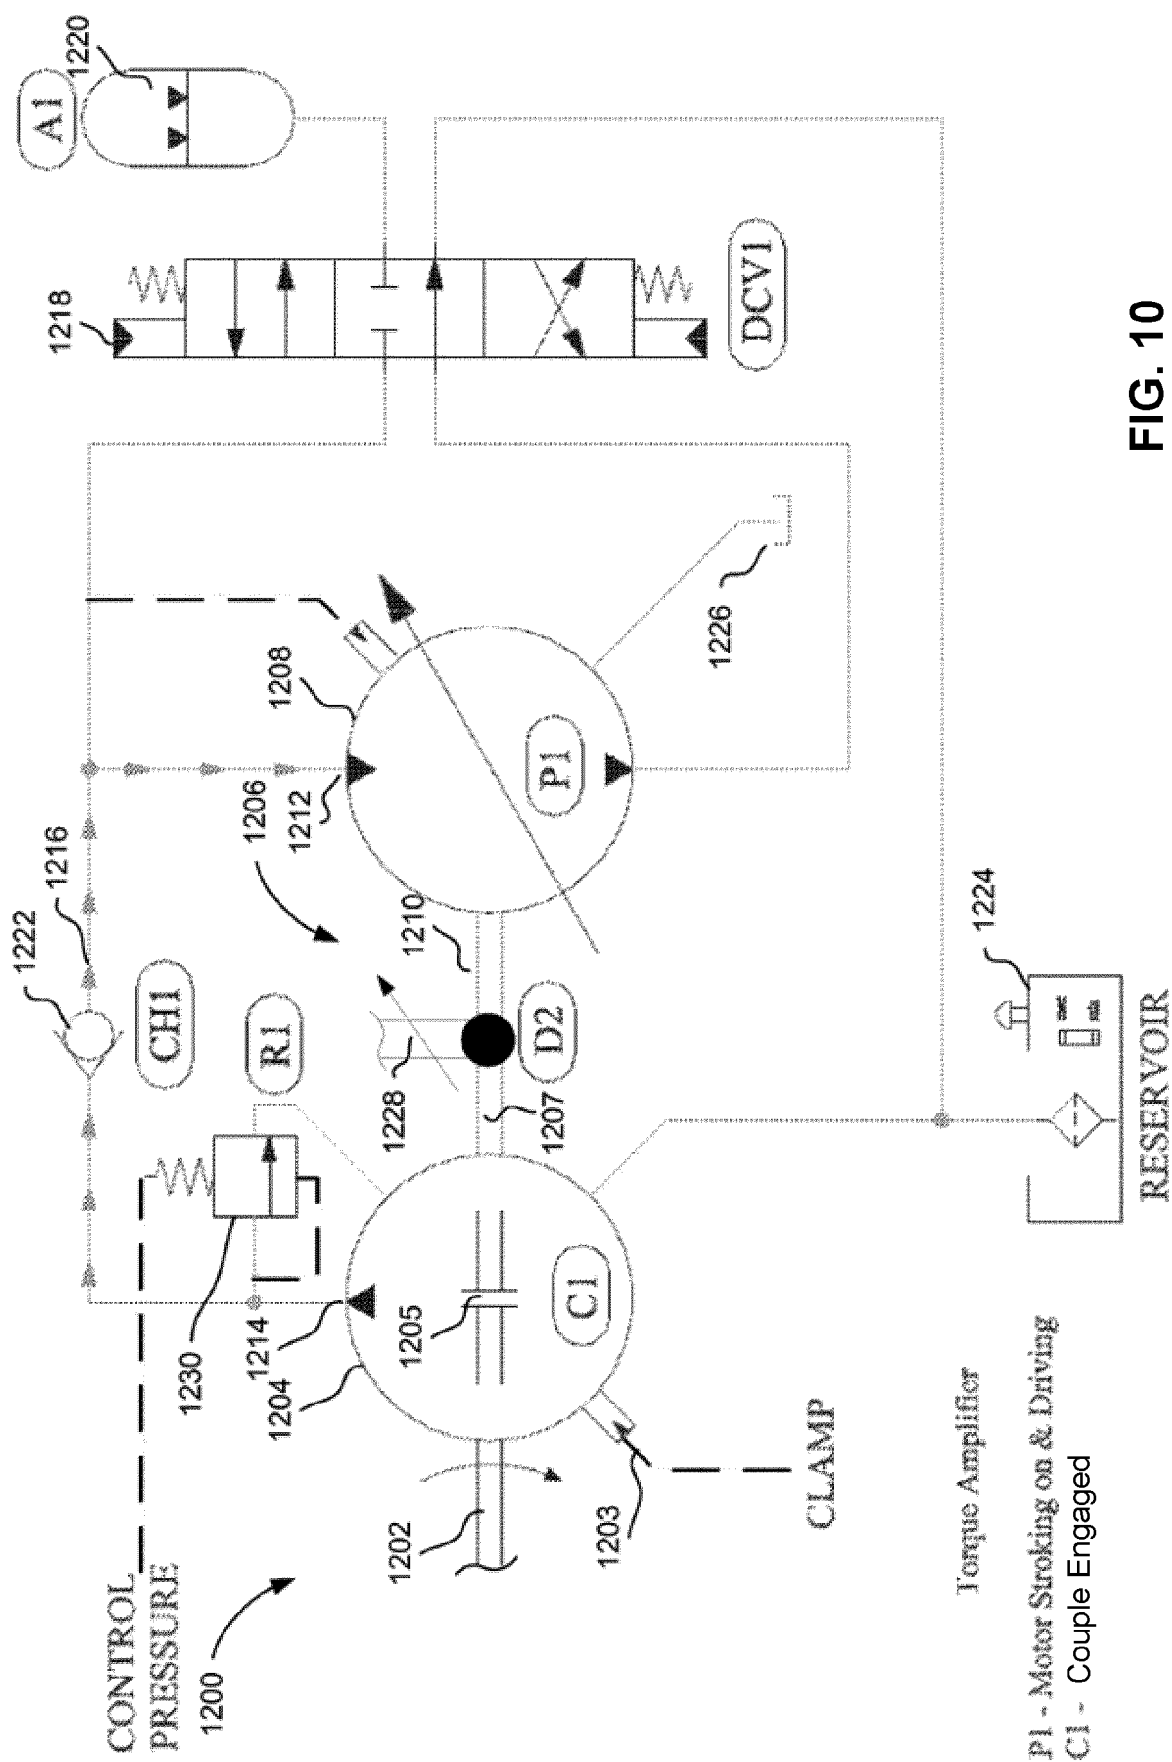 1220
A1
1218
DCV1
FIG. 10
1222
1216
CH1
R1
1206
1212
1208
P1
1210
1226
1228
D2
1207
1224
RESERVOIR
1230
1214
1204
1205
C1
1202
1203
CLAMP
CONTROL
PRESSURE
1200
Torque Amplifier
P1 - Motor Stroking on & Driving
C1 - Couple Engaged